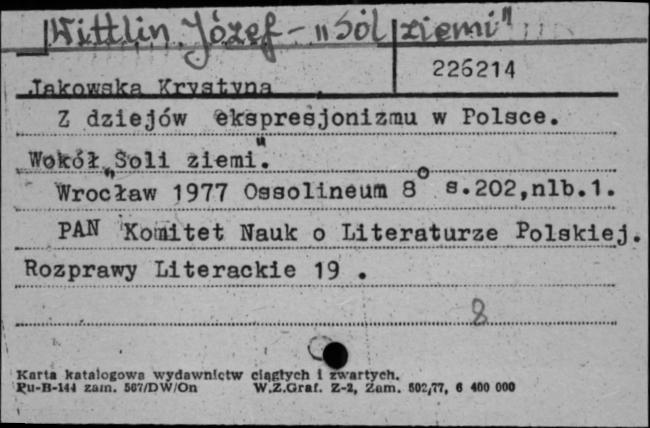 Wittlin Józef - "Sól ziemi"
226214
Jakowska Krystyna
Z dziejów ekspresjonizmu w Polsce.
Wokół „Soli ziemi."
Wrocław 1977 Ossolineum 8° s.202,nlb.1.
PAN Komitet Nauk o Literaturze Polskiej.
Rozprawy Literackie 19 .
8
Karta katalogowa wydawnictw ciągłych i zwartych.
Pu-B-144 zam. 567/DW/On W.Z.Graf. Z-2, Zam. 502/77, 6 400 000